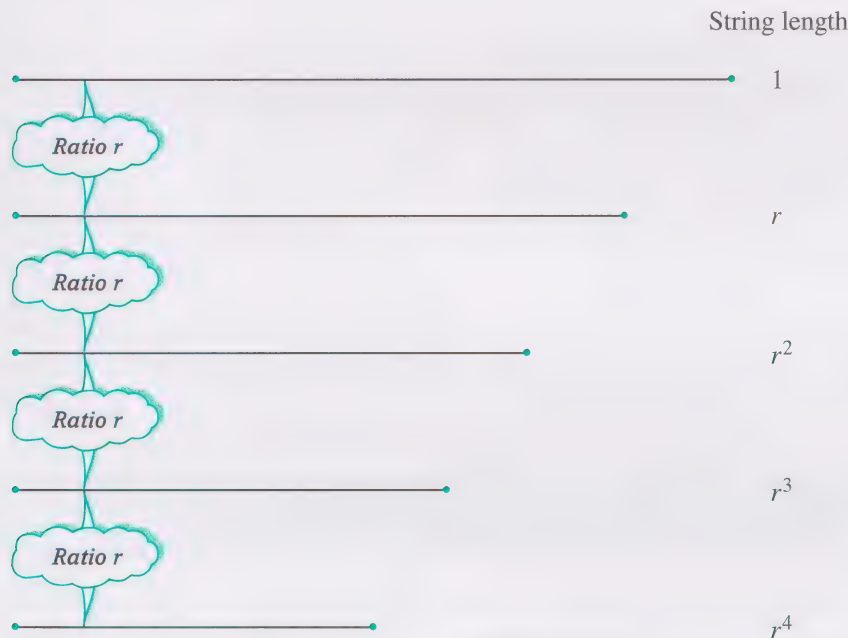 String length
1
Ratio r
r
Ratio r
r²
Ratio r
r³
Ratio r
r⁴